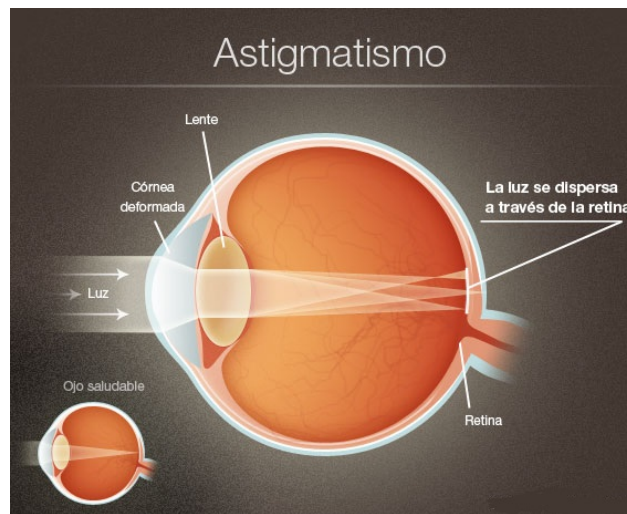 Astigmatismo
Lente
Córnea
deformada
La luz se dispersa
a través de la retina
Luz
Ojo saludable
Retina